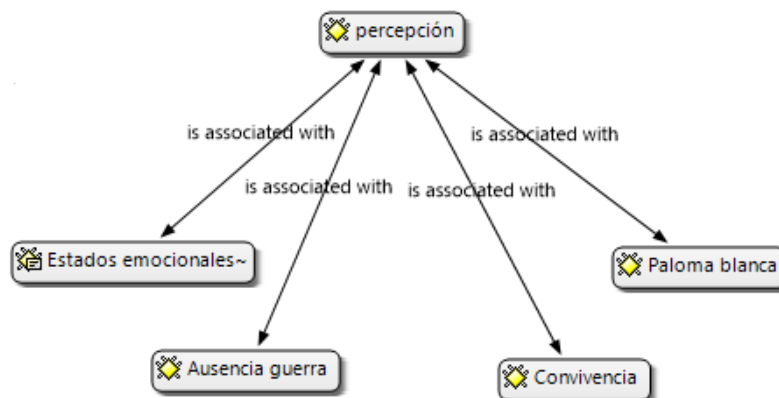 percepción
is associated with
is associated with
is associated with
is associated with
Estados emocionales~
Paloma blanca
Ausencia guerra
Convivencia